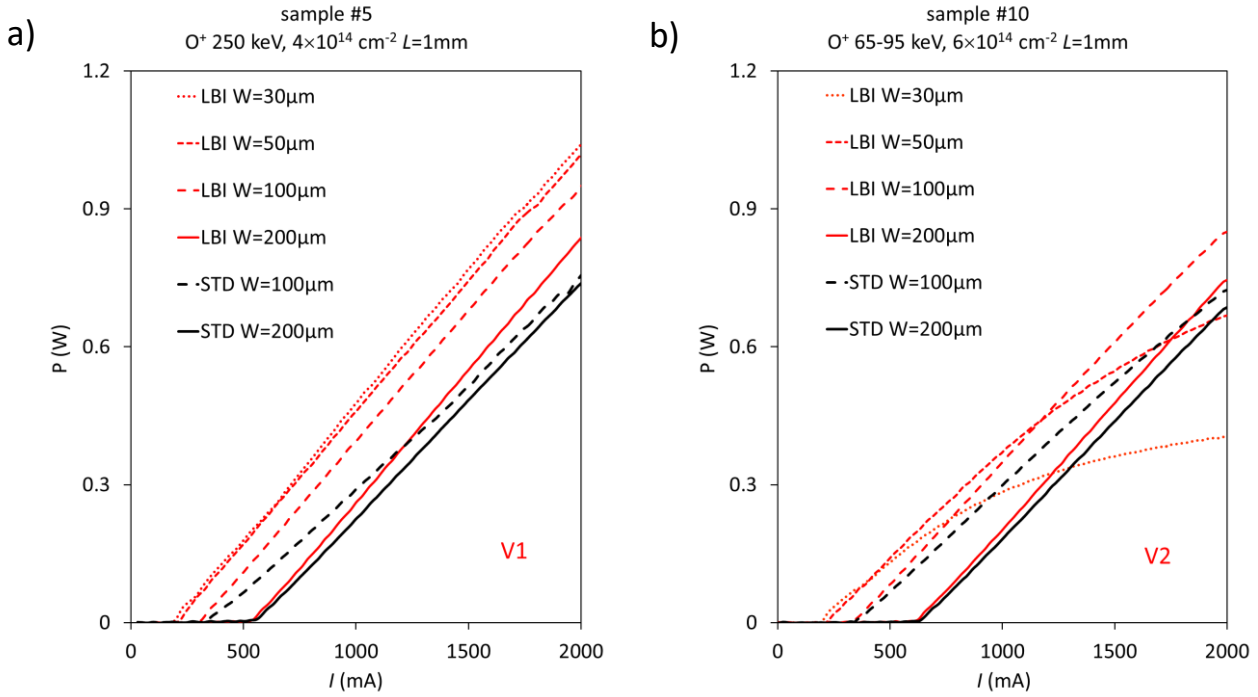 a)
sample #5
O⁺ 250 keV, 4×10¹⁴ cm⁻² L=1mm
1.2
0.9
0.6
0.3
0
P (W)
LBI W=30µm
LBI W=50µm
LBI W=100µm
LBI W=200µm
STD W=100µm
STD W=200µm
V1
0 500 1000 1500 2000
I (mA)
b)
sample #10
O⁺ 65-95 keV, 6×10¹⁴ cm⁻² L=1mm
1.2
0.9
0.6
0.3
0
P (W)
LBI W=30µm
LBI W=50µm
LBI W=100µm
LBI W=200µm
STD W=100µm
STD W=200µm
V2
0 500 1000 1500 2000
I (mA)